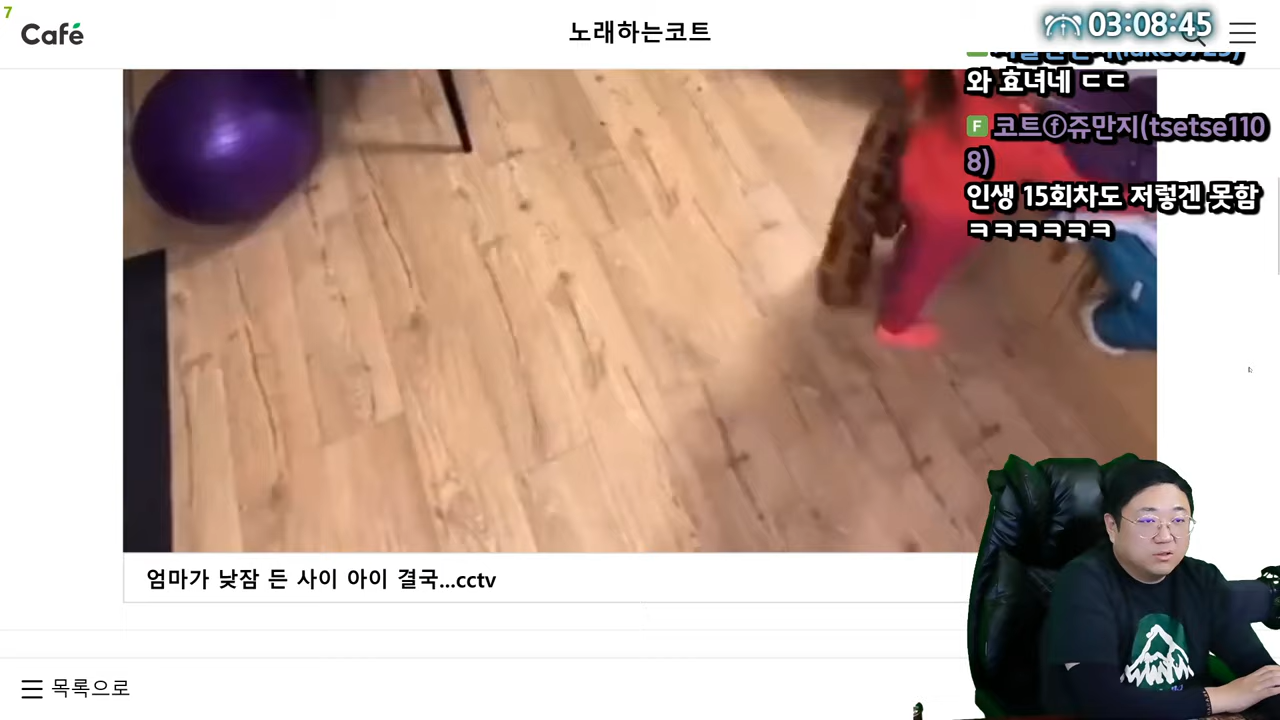 7
Café
노래하는코트
03:08:45
와 효녀네 ㄷㄷ
F 코트ⓕ쥬만지(tsetse110
8)
인생 15회차도 저렇겐 못함
ㅋㅋㅋㅋㅋㅋ
엄마가 낮잠 든 사이 아이 결국...cctv
목록으로